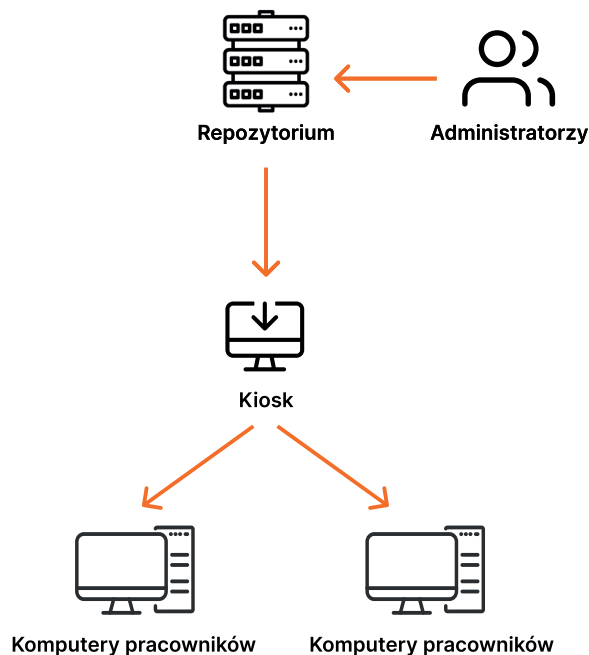 Repozytorium
Administratorzy
Kiosk
Komputery pracowników
Komputery pracowników